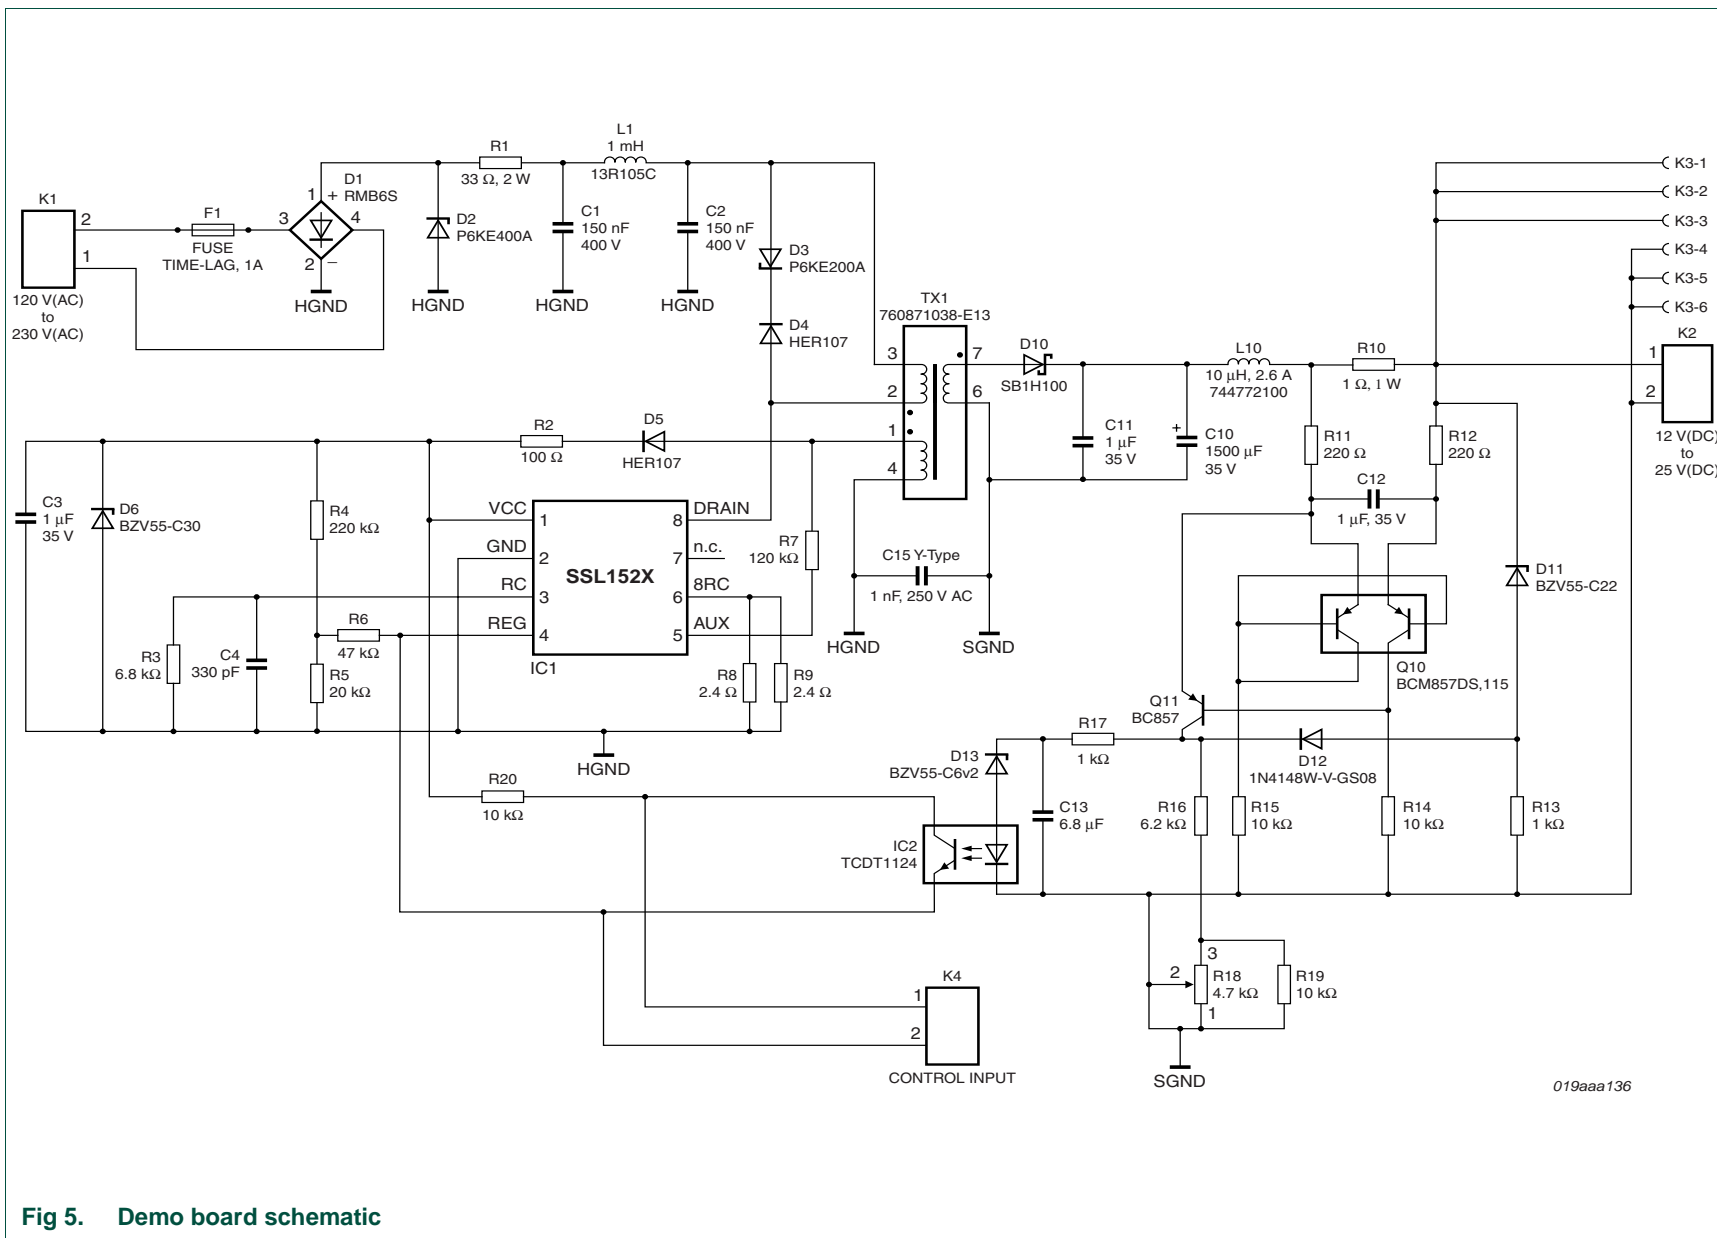 L1
1 mH
13R105C
R1
33 Ω, 2 W
K3-1
K3-2
K3-3
K3-4
K3-5
K3-6
K1
2
1
120 V(AC)
to
230 V(AC)
F1
FUSE
TIME-LAG, 1A
D1
RMB6S
1
+
3
4
2
−
HGND
D2
P6KE400A
HGND
C1
150 nF
400 V
HGND
C2
150 nF
400 V
HGND
D3
P6KE200A
D4
HER107
TX1
760871038-E13
3
2
1
4
7
6
D10
SB1H100
L10
10 μH, 2.6 A
744772100
R10
1 Ω, 1 W
K2
1
2
12 V(DC)
to
25 V(DC)
R2
100 Ω
D5
HER107
C11
1 μF
35 V
+
C10
1500 μF
35 V
R11
220 Ω
R12
220 Ω
C12
1 μF, 35 V
C3
1 μF
35 V
D6
BZV55-C30
R4
220 kΩ
VCC
GND
RC
REG
1
2
3
4
SSL152X
8
7
6
5
DRAIN
n.c.
8RC
AUX
IC1
R7
120 kΩ
C15 Y-Type
1 nF, 250 V AC
HGND
SGND
D11
BZV55-C22
R3
6.8 kΩ
C4
330 pF
R6
47 kΩ
R5
20 kΩ
R8
2.4 Ω
R9
2.4 Ω
HGND
Q10
BCM857DS,115
Q11
BC857
R17
1 kΩ
D12
1N4148W-V-GS08
D13
BZV55-C6v2
R20
10 kΩ
C13
6.8 μF
R16
6.2 kΩ
R15
10 kΩ
R14
10 kΩ
R13
1 kΩ
IC2
TCDT1124
3
2
1
R18
4.7 kΩ
R19
10 kΩ
SGND
K4
1
2
CONTROL INPUT
019aaa136
Fig 5. Demo board schematic